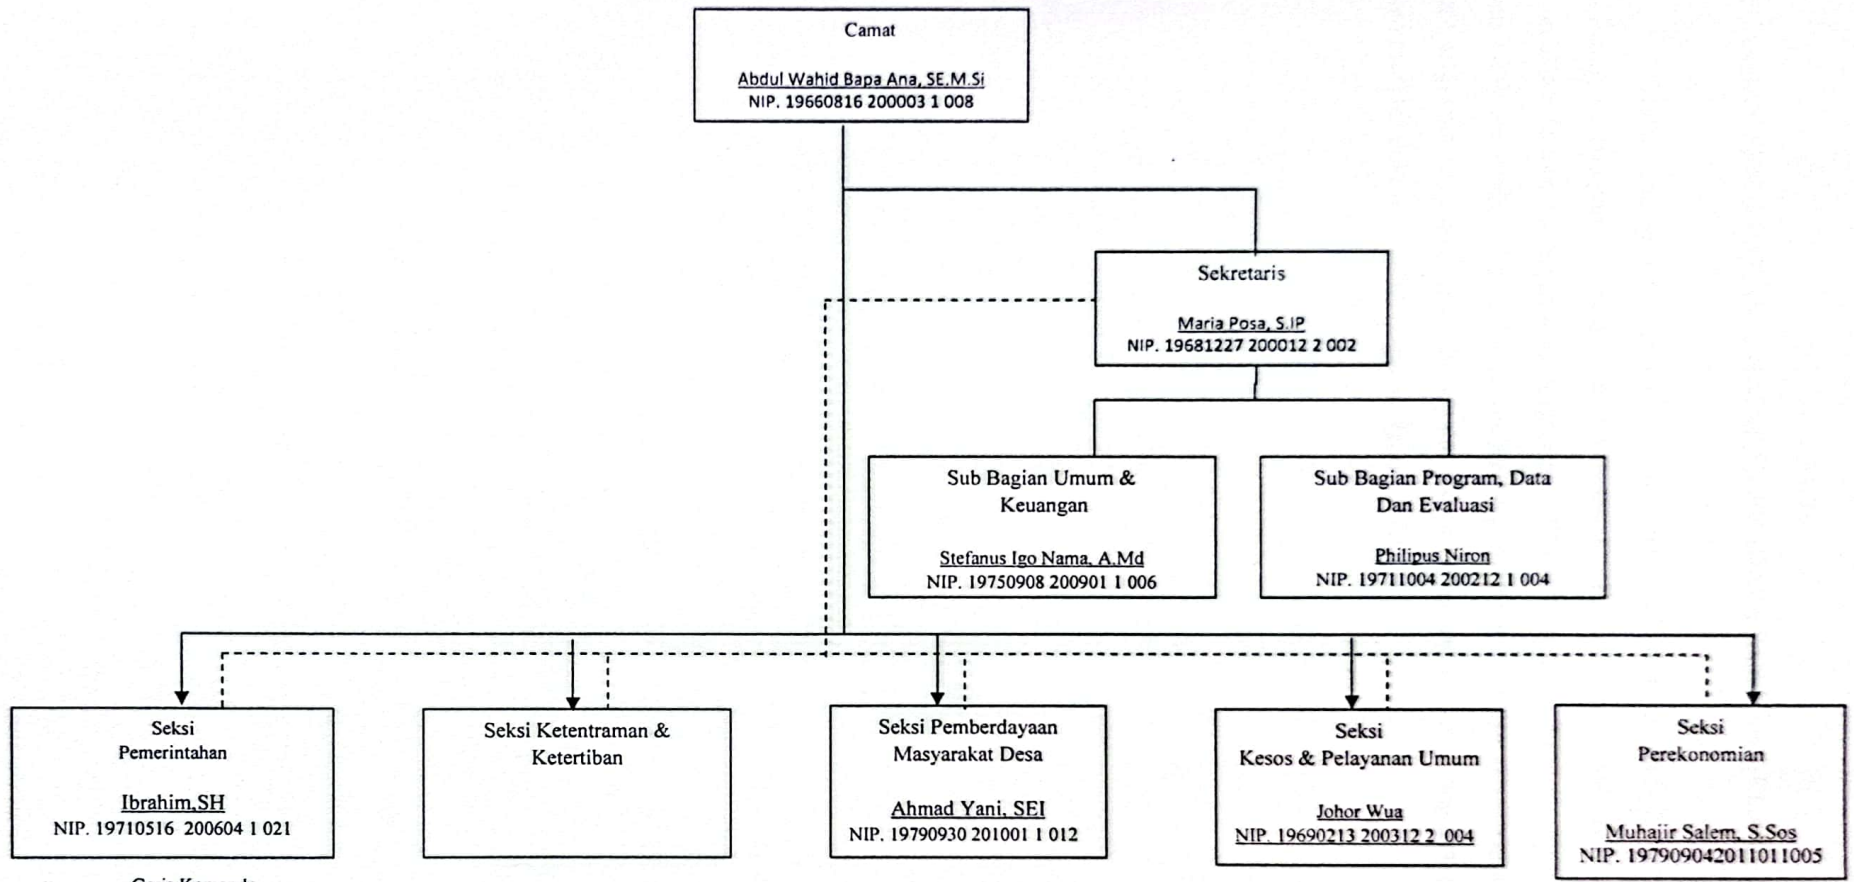 Camat
Abdul Wahid Bapa Ana, SE.M.Si
NIP. 19660816 200003 1 008
Sekretaris
Maria Posa, S.IP
NIP. 19681227 200012 2 002
Sub Bagian Umum &
Keuangan
Stefanus Igo Nama, A.Md
NIP. 19750908 200901 1 006
Sub Bagian Program, Data
Dan Evaluasi
Philipus Niron
NIP. 19711004 200212 1 004
Seksi
Pemerintahan
Ibrahim,SH
NIP. 19710516 200604 1 021
Seksi Ketentraman &
Ketertiban
Seksi Pemberdayaan
Masyarakat Desa
Ahmad Yani, SEI
NIP. 19790930 201001 1 012
Seksi
Kesos & Pelayanan Umum
Johor Wua
NIP. 19690213 200312 2 004
Seksi
Perekonomian
Muhajir Salem, S.Sos
NIP. 197909042011011005